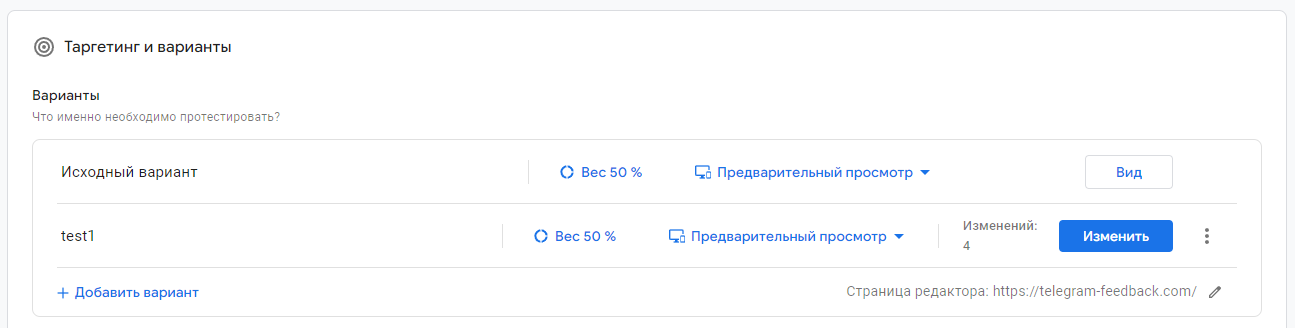 Таргетинг и варианты
Варианты
Что именно необходимо протестировать?
Исходный вариант Вес 50 % Предварительный просмотр Вид
test1 Вес 50 % Предварительный просмотр Изменений: 4 Изменить
+ Добавить вариант Страница редактора: https://telegram-feedback.com/